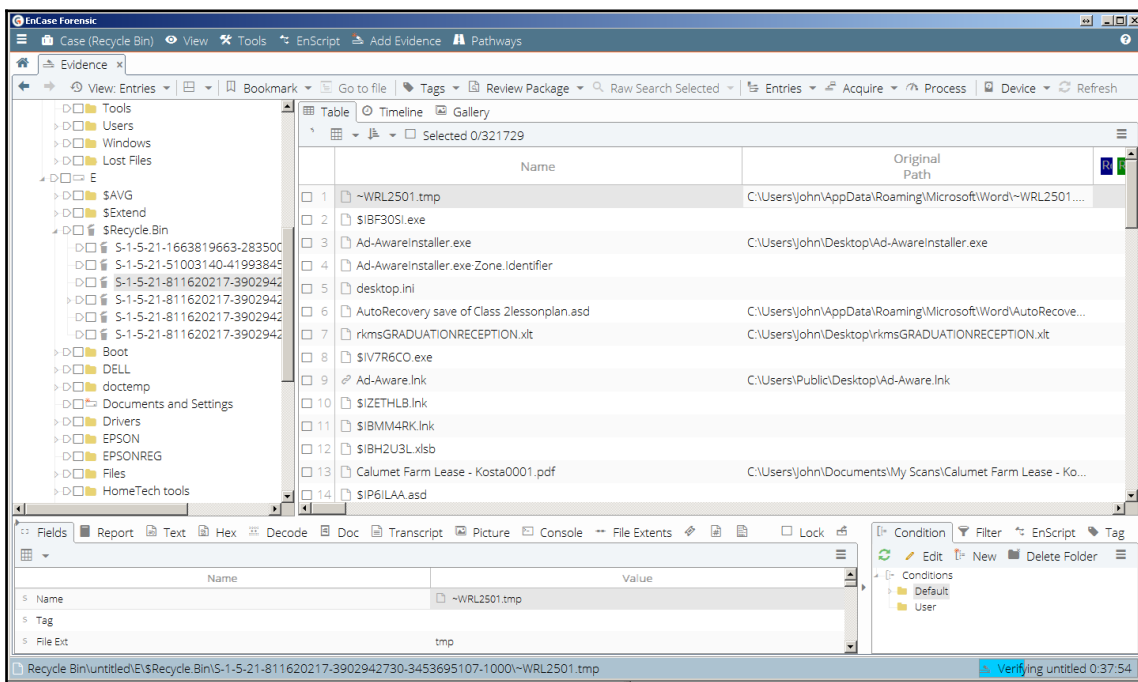 EnCase Forensic
Case (Recycle Bin) View Tools EnScript Add Evidence Pathways
Evidence x
View: Entries Bookmark Go to file Tags Review Package Raw Search Selected Entries Acquire Process Device Refresh
Tools
Users
Windows
Lost Files
E
$AVG
$Extend
$Recycle.Bin
S-1-5-21-1663819663-283500
S-1-5-21-51003140-41993845
S-1-5-21-811620217-3902942
S-1-5-21-811620217-3902942
S-1-5-21-811620217-3902942
S-1-5-21-811620217-3902942
Boot
DELL
doctemp
Documents and Settings
Drivers
EPSON
EPSONREG
Files
HomeTech tools
Table Timeline Gallery
Selected 0/321729
Name Original Path
1 ~WRL2501.tmp C:\Users\John\AppData\Roaming\Microsoft\Word\~WRL2501....
2 $IBF30SI.exe
3 Ad-AwareInstaller.exe C:\Users\John\Desktop\Ad-AwareInstaller.exe
4 Ad-AwareInstaller.exe·Zone.Identifier
5 desktop.ini
6 AutoRecovery save of Class 2lessonplan.asd C:\Users\John\AppData\Roaming\Microsoft\Word\AutoRecove...
7 rkmsGRADUATIONRECEPTION.xlt C:\Users\John\Desktop\rkmsGRADUATIONRECEPTION.xlt
8 $IV7R6CO.exe
9 Ad-Aware.lnk C:\Users\Public\Desktop\Ad-Aware.lnk
10 $IZETHLB.lnk
11 $IBMM4RK.lnk
12 $IBH2U3L.xlsb
13 Calumet Farm Lease - Kosta0001.pdf C:\Users\John\Documents\My Scans\Calumet Farm Lease - Ko...
14 $IP6ILAA.asd
Fields Report Text Hex Decode Doc Transcript Picture Console File Extents Lock
Name Value
Name ~WRL2501.tmp
Tag
File Ext tmp
Condition Filter EnScript Tag
Edit New Delete Folder
Conditions
Default
User
Recycle Bin\untitled\E\$Recycle.Bin\S-1-5-21-811620217-3902942730-3453695107-1000\~WRL2501.tmp Verifying untitled 0:37:54